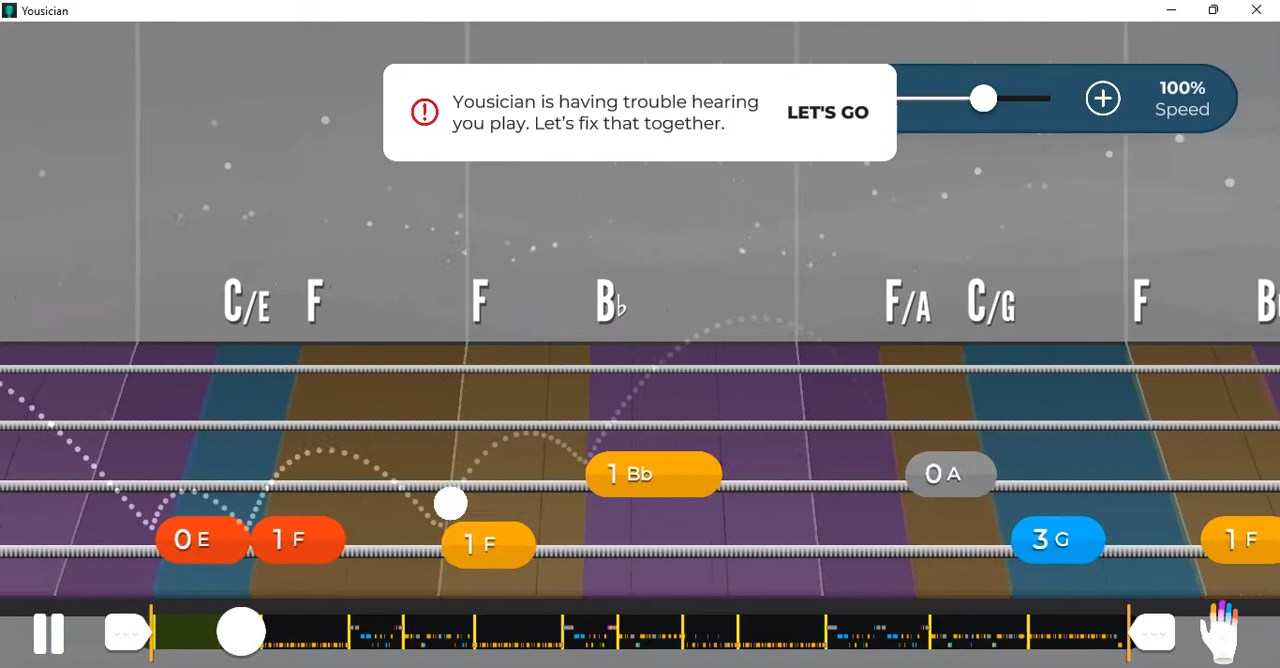 Yousician
Yousician is having trouble hearing
you play. Let's fix that together.
LET'S GO
100%
Speed
C/E F F B♭ F/A C/G F B
1 Bb 0 A
0 E 1 F 1 F 3 G 1 F